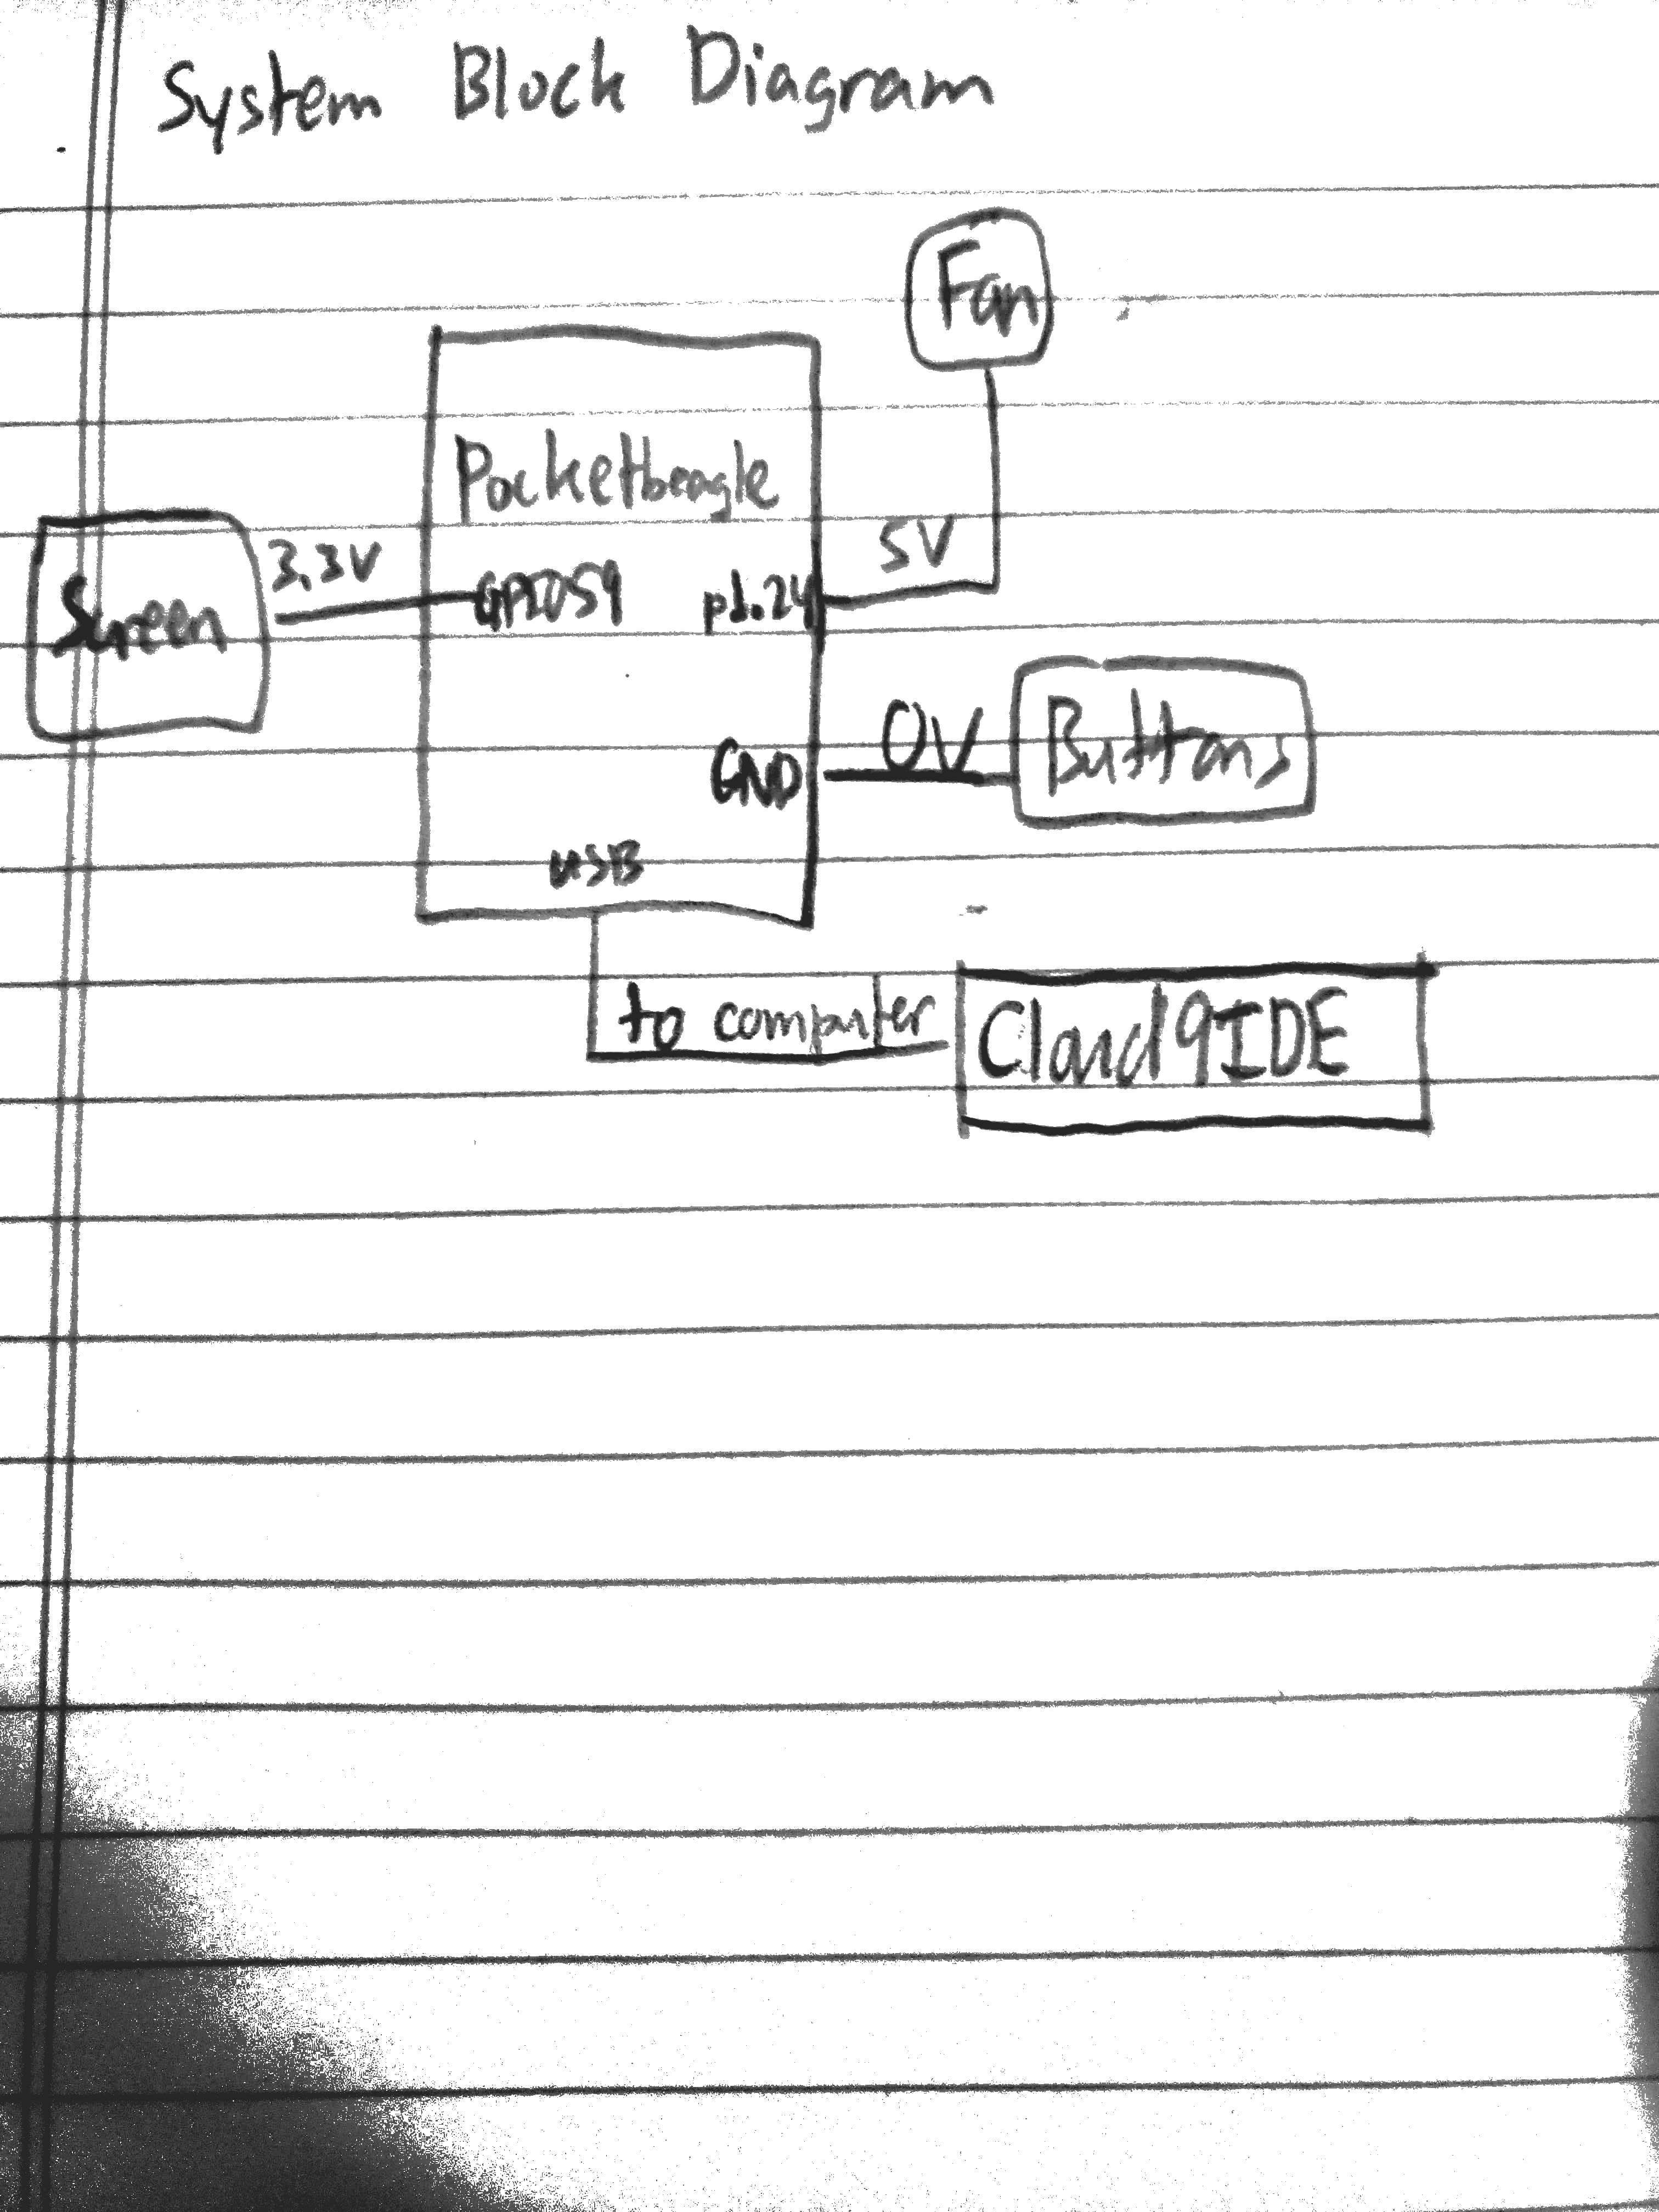 System Block Diagram
Fan
Pocketbeagle
Screen
3.3V
GPIO59
p1.24
5V
GND
0V
Buttons
USB
to computer
Cloud9IDE